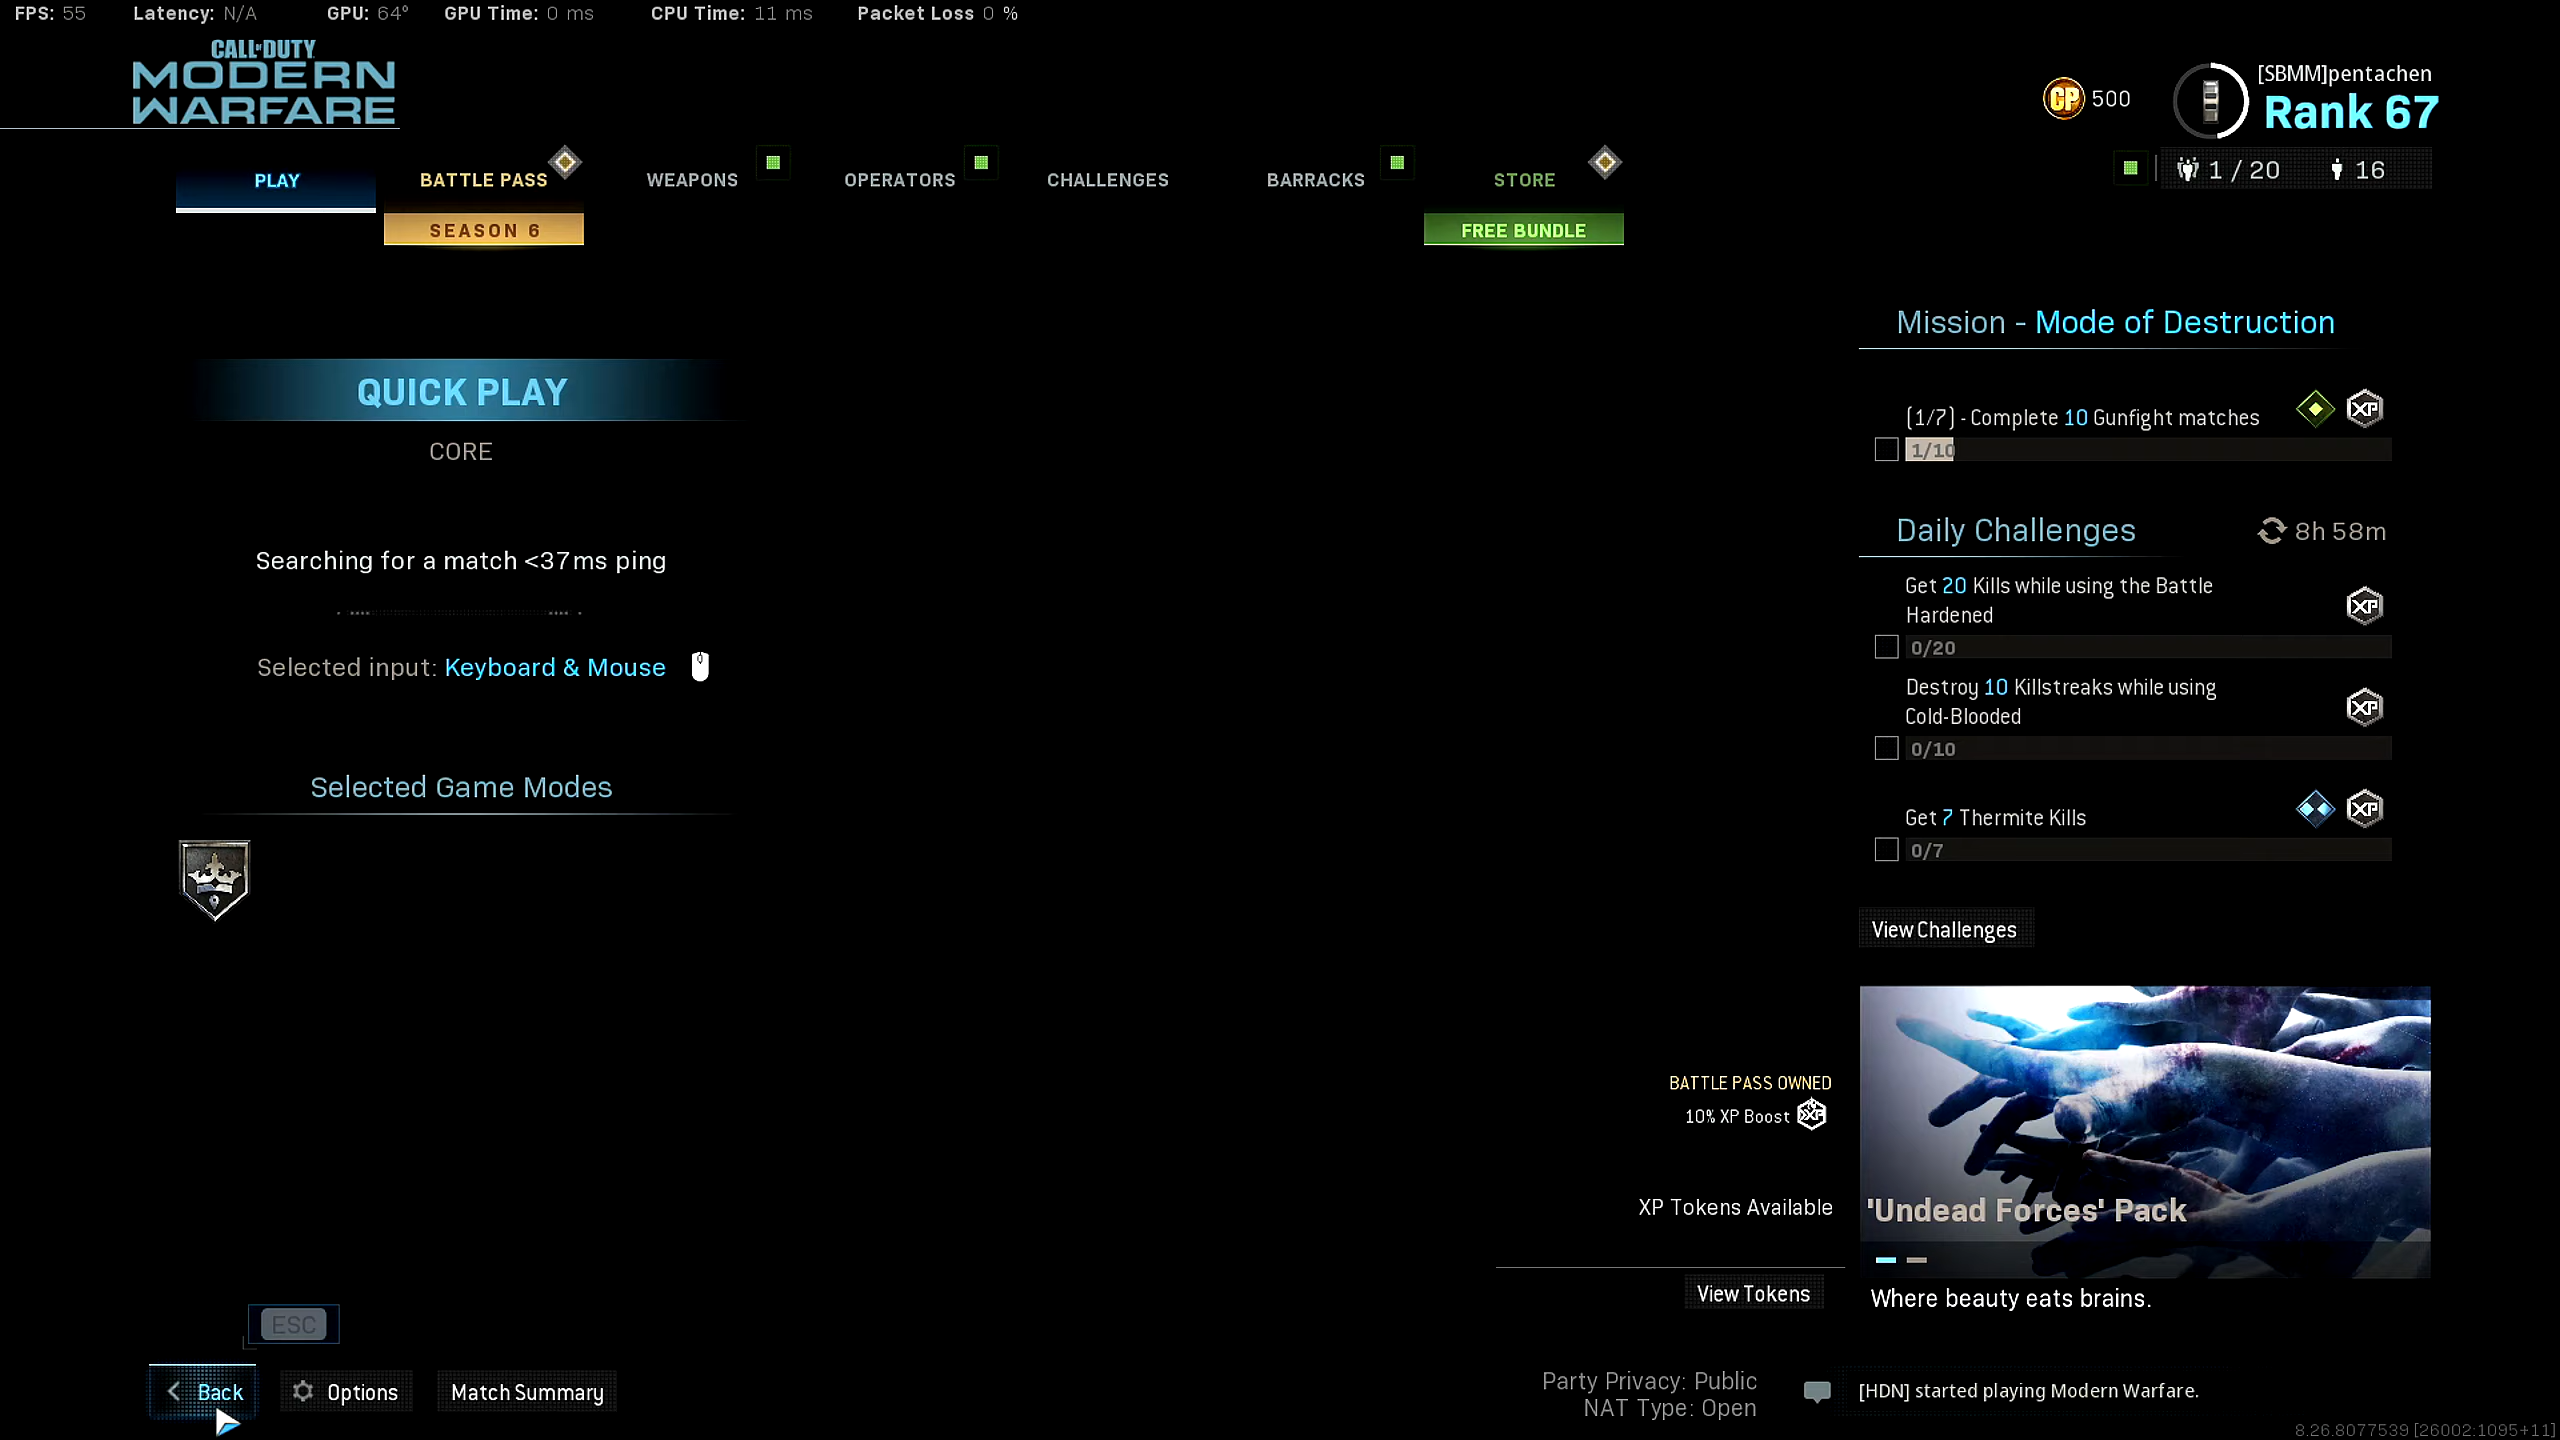 FPS: 55 Latency: N/A GPU: 64° GPU Time: 0 ms CPU Time: 11 ms Packet Loss 0 %
CALL OF DUTY
MODERN
WARFARE
CP 500
[SBMM]pentachen
Rank 67
1 / 20 16
PLAY BATTLE PASS WEAPONS OPERATORS CHALLENGES BARRACKS STORE
SEASON 6 FREE BUNDLE
QUICK PLAY
CORE
Searching for a match <37ms ping
Selected input: Keyboard & Mouse
Selected Game Modes
Mission - Mode of Destruction
(1/7) - Complete 10 Gunfight matches XP
1/10
Daily Challenges 8h 58m
Get 20 Kills while using the Battle
Hardened XP
0/20
Destroy 10 Killstreaks while using
Cold-Blooded XP
0/10
Get 7 Thermite Kills XP
0/7
View Challenges
BATTLE PASS OWNED
10% XP Boost XP
XP Tokens Available
View Tokens
'Undead Forces' Pack
Where beauty eats brains.
ESC
Back Options Match Summary
Party Privacy: Public
NAT Type: Open
[HDN] started playing Modern Warfare.
8.26.8077539 [26002:1095+11]